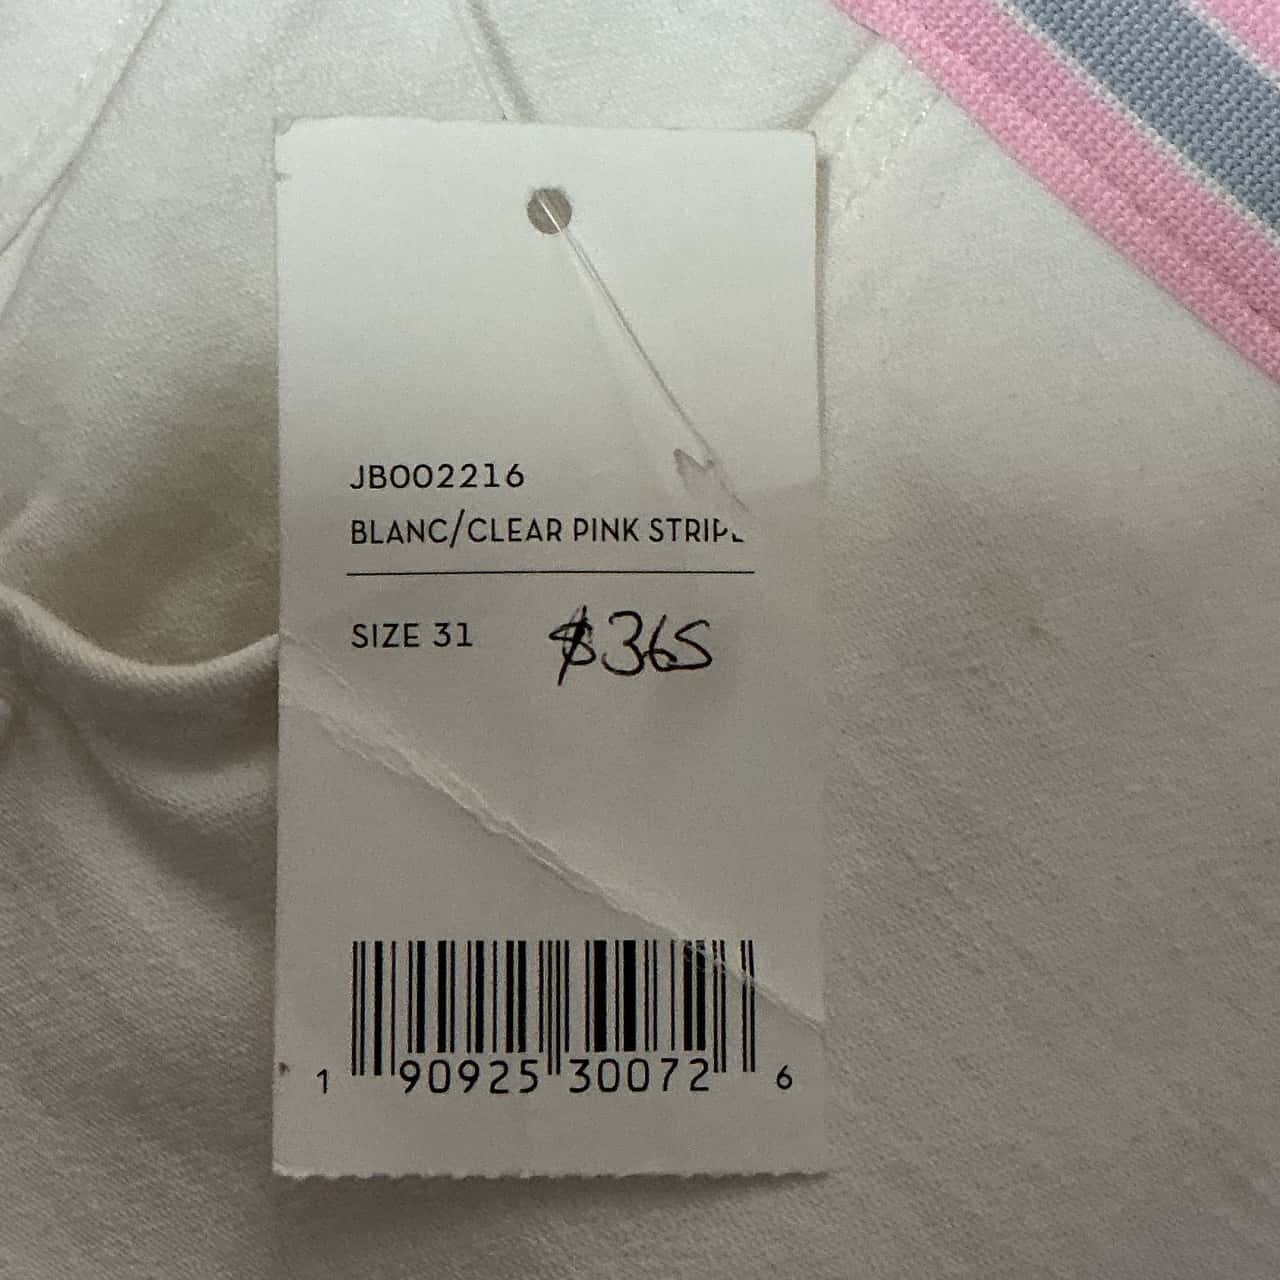 JB002216
BLANC/CLEAR PINK STRIPE
SIZE 31 $365
1 90925 30072 6